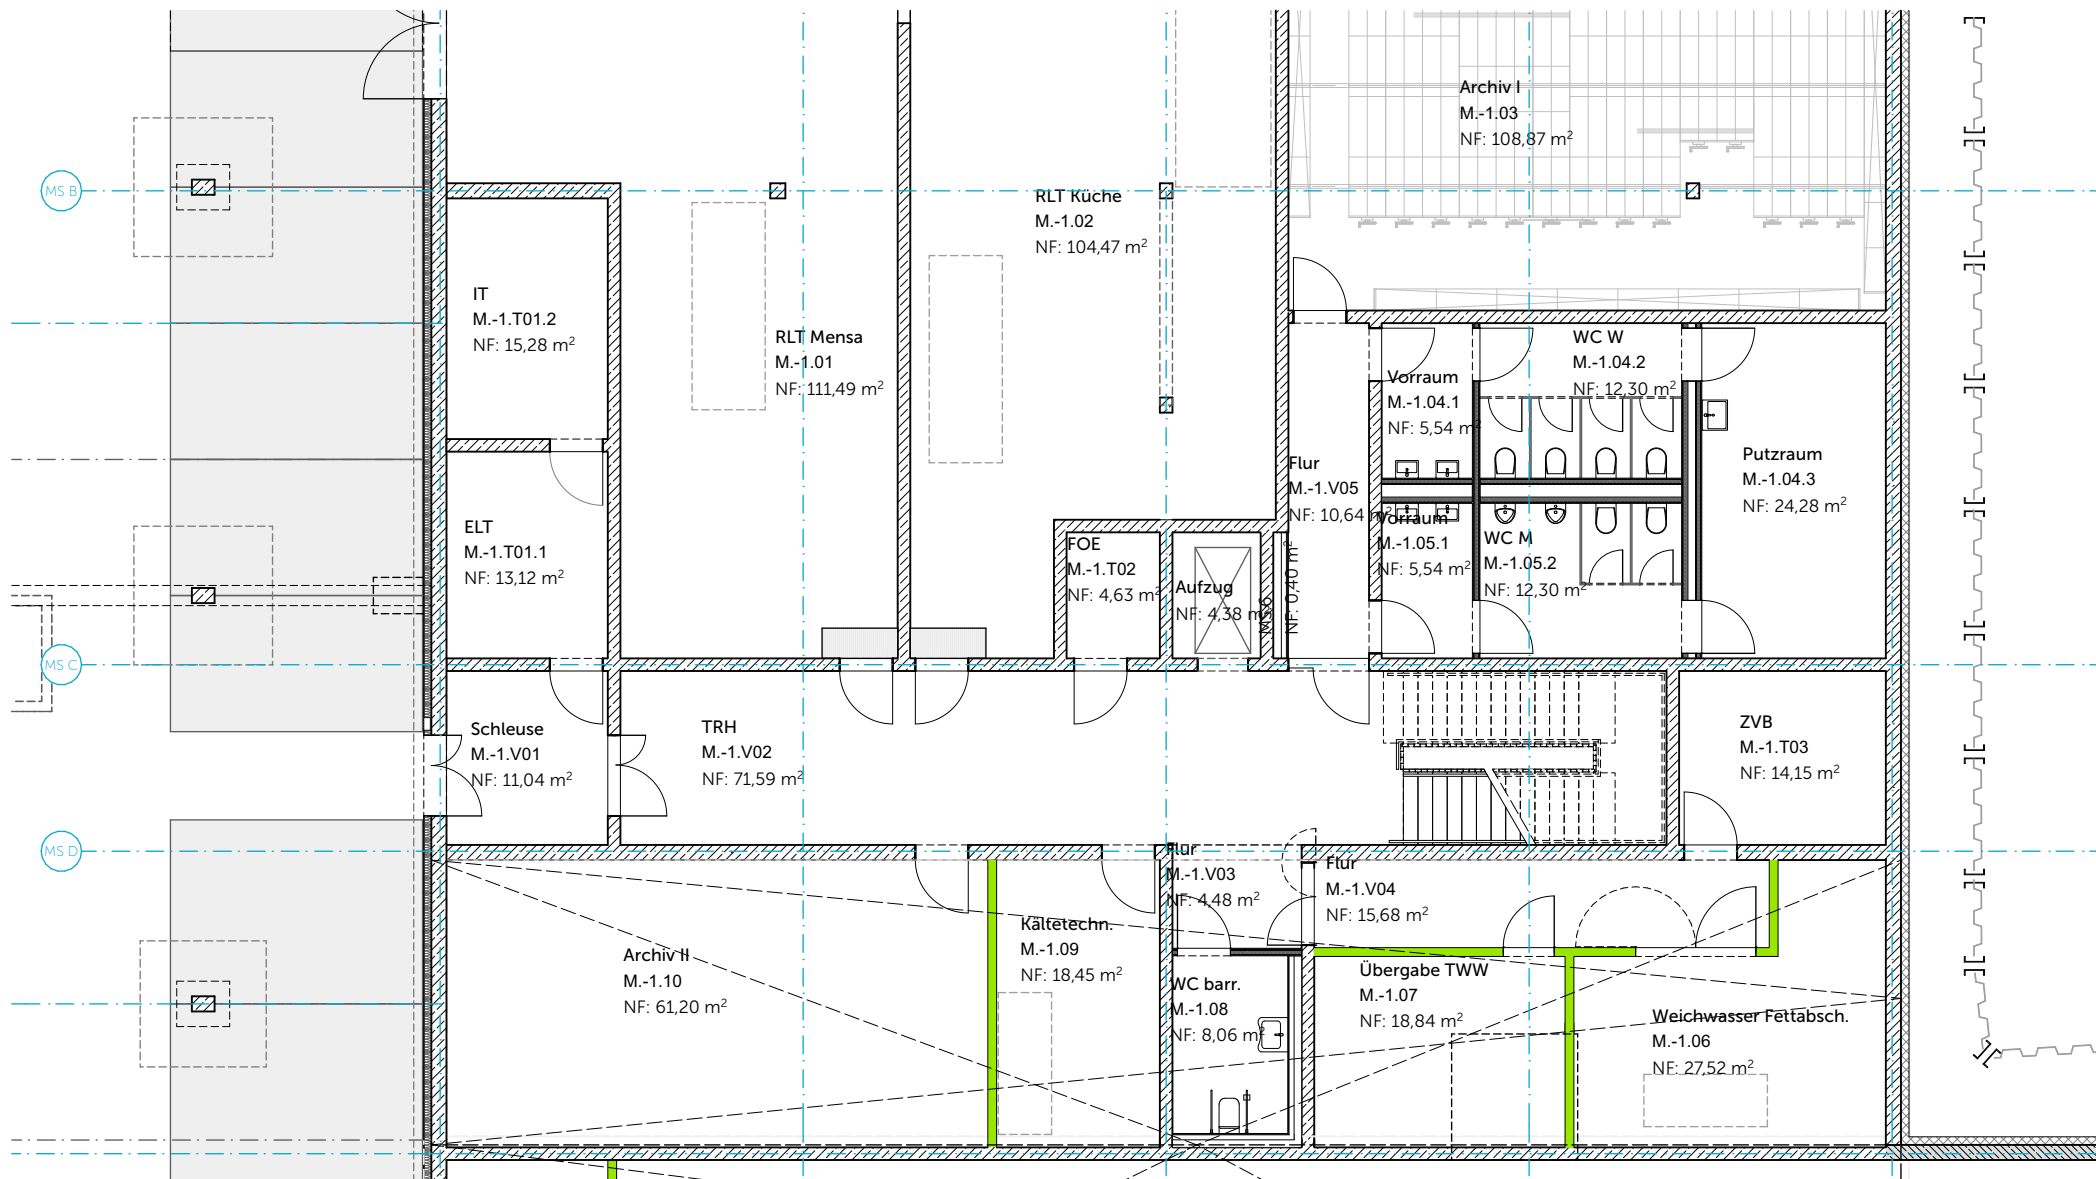 Archiv I
M.-1.03
NF: 108,87 m²
MS B
RLT Küche
M.-1.02
NF: 104,47 m²
IT
M.-1.T01.2
NF: 15,28 m²
RLT Mensa
M.-1.01
NF: 111,49 m²
WC W
M.-1.04.2
NF: 12,30 m²
Vorraum
M.-1.04.1
NF: 5,54 m²
Putzraum
M.-1.04.3
NF: 24,28 m²
Flur
M.-1.V05
NF: 10,64 m²
ELT
M.-1.T01.1
NF: 13,12 m²
Vorraum
M.-1.05.1
NF: 5,54 m²
WC M
M.-1.05.2
NF: 12,30 m²
FOE
M.-1.T02
NF: 4,63 m²
Aufzug
NF: 4,38 m²
NF: 0,40 m²
MS C
Schleuse
M.-1.V01
NF: 11,04 m²
TRH
M.-1.V02
NF: 71,59 m²
ZVB
M.-1.T03
NF: 14,15 m²
MS D
Flur
M.-1.V03
NF: 4,48 m²
Flur
M.-1.V04
NF: 15,68 m²
Archiv II
M.-1.10
NF: 61,20 m²
Kältetechn.
M.-1.09
NF: 18,45 m²
WC barr.
M.-1.08
NF: 8,06 m²
Übergabe TWW
M.-1.07
NF: 18,84 m²
Weichwasser Fettabsch.
M.-1.06
NF: 27,52 m²